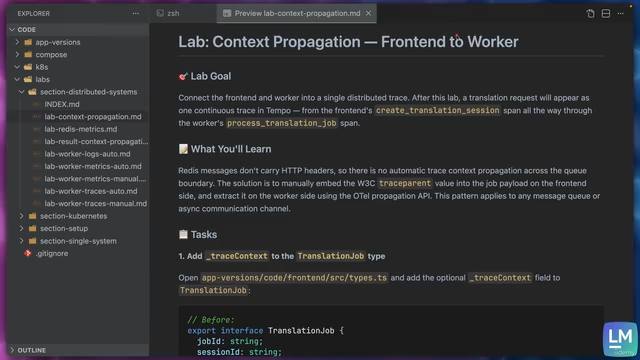 EXPLORER
zsh
Preview lab-context-propagation.md
CODE
app-versions
compose
k8s
labs
section-distributed-systems
INDEX.md
lab-context-propagation.md
lab-redis-metrics.md
lab-result-context-propagati...
lab-worker-logs-auto.md
lab-worker-metrics-auto.md
lab-worker-metrics-manual....
lab-worker-traces-auto.md
lab-worker-traces-manual.md
section-kubernetes
section-setup
section-single-system
.gitignore
OUTLINE
Lab: Context Propagation — Frontend to Worker
Lab Goal
Connect the frontend and worker into a single distributed trace. After this lab, a translation request will appear as
one continuous trace in Tempo — from the frontend's create_translation_session span all the way through
the worker's process_translation_job span.
What You'll Learn
Redis messages don't carry HTTP headers, so there is no automatic trace context propagation across the queue
boundary. The solution is to manually embed the W3C traceparent value into the job payload on the frontend
side, and extract it on the worker side using the OTel propagation API. This pattern applies to any message queue or
async communication channel.
Tasks
1. Add _traceContext to the TranslationJob type
Open app-versions/code/frontend/src/types.ts and add the optional _traceContext field to
TranslationJob:
// Before:
export interface TranslationJob {
jobId: string;
sessionId: string;
LM
udemy